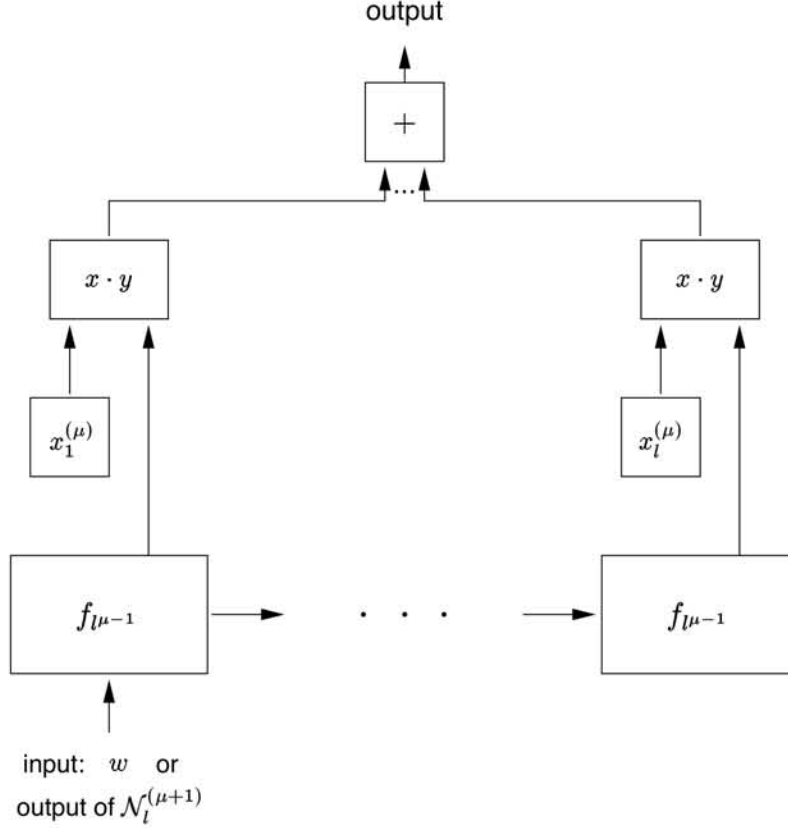 output
+
...
x · y x · y
x_1^{(μ)} x_l^{(μ)}
f_{l^{μ-1}} · · · f_{l^{μ-1}}
input: w or
output of 𝒩_l^{(μ+1)}